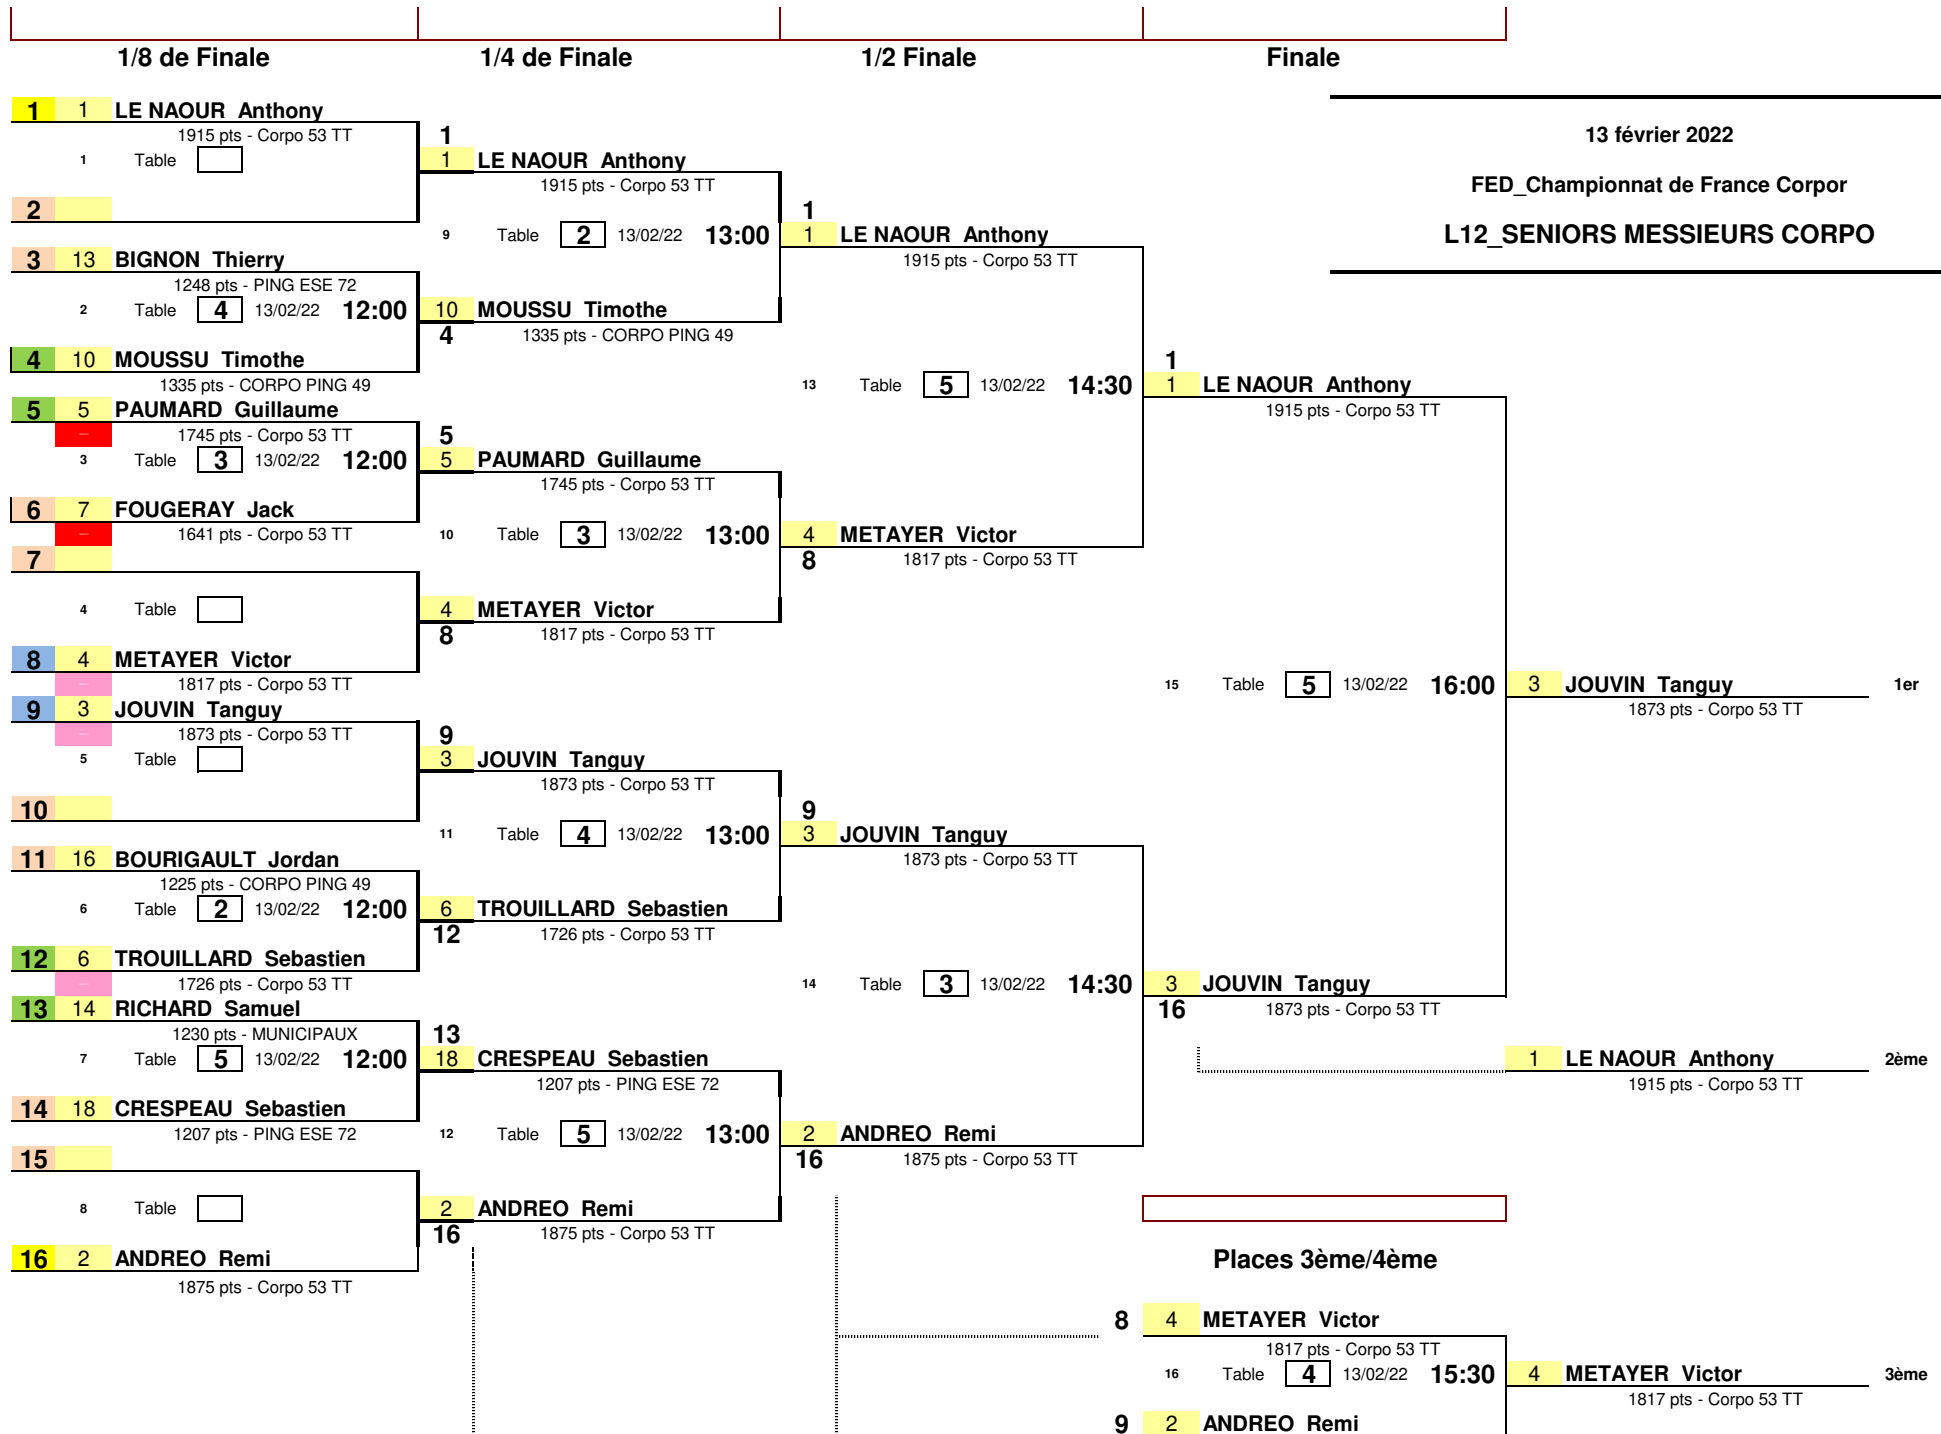 1/8 de Finale 1/4 de Finale 1/2 Finale Finale
13 février 2022
FED_Championnat de France Corpor
L12_SENIORS MESSIEURS CORPO
1 1 LE NAOUR Anthony
1915 pts - Corpo 53 TT
1 Table
2
3 13 BIGNON Thierry
1248 pts - PING ESE 72
2 Table 4 13/02/22 12:00
4 10 MOUSSU Timothe
1335 pts - CORPO PING 49
5 5 PAUMARD Guillaume
1745 pts - Corpo 53 TT
3 Table 3 13/02/22 12:00
6 7 FOUGERAY Jack
1641 pts - Corpo 53 TT
7
4 Table
8 4 METAYER Victor
1817 pts - Corpo 53 TT
9 3 JOUVIN Tanguy
1873 pts - Corpo 53 TT
5 Table
10
11 16 BOURIGAULT Jordan
1225 pts - CORPO PING 49
6 Table 2 13/02/22 12:00
12 6 TROUILLARD Sebastien
1726 pts - Corpo 53 TT
13 14 RICHARD Samuel
1230 pts - MUNICIPAUX
7 Table 5 13/02/22 12:00
14 18 CRESPEAU Sebastien
1207 pts - PING ESE 72
15
8 Table
16 2 ANDREO Remi
1875 pts - Corpo 53 TT
1
1 LE NAOUR Anthony
1915 pts - Corpo 53 TT
9 Table 2 13/02/22 13:00
10 MOUSSU Timothe
4 1335 pts - CORPO PING 49
5
5 PAUMARD Guillaume
1745 pts - Corpo 53 TT
10 Table 3 13/02/22 13:00
4 METAYER Victor
8 1817 pts - Corpo 53 TT
9
3 JOUVIN Tanguy
1873 pts - Corpo 53 TT
11 Table 4 13/02/22 13:00
6 TROUILLARD Sebastien
12 1726 pts - Corpo 53 TT
13
18 CRESPEAU Sebastien
1207 pts - PING ESE 72
12 Table 5 13/02/22 13:00
2 ANDREO Remi
16 1875 pts - Corpo 53 TT
1
1 LE NAOUR Anthony
1915 pts - Corpo 53 TT
13 Table 5 13/02/22 14:30
4 METAYER Victor
8 1817 pts - Corpo 53 TT
9
3 JOUVIN Tanguy
1873 pts - Corpo 53 TT
14 Table 3 13/02/22 14:30
2 ANDREO Remi
16 1875 pts - Corpo 53 TT
1
1 LE NAOUR Anthony
1915 pts - Corpo 53 TT
15 Table 5 13/02/22 16:00
3 JOUVIN Tanguy
16 1873 pts - Corpo 53 TT
3 JOUVIN Tanguy 1er
1873 pts - Corpo 53 TT
1 LE NAOUR Anthony 2ème
1915 pts - Corpo 53 TT
Places 3ème/4ème
8 4 METAYER Victor
1817 pts - Corpo 53 TT
16 Table 4 13/02/22 15:30
9 2 ANDREO Remi
4 METAYER Victor 3ème
1817 pts - Corpo 53 TT